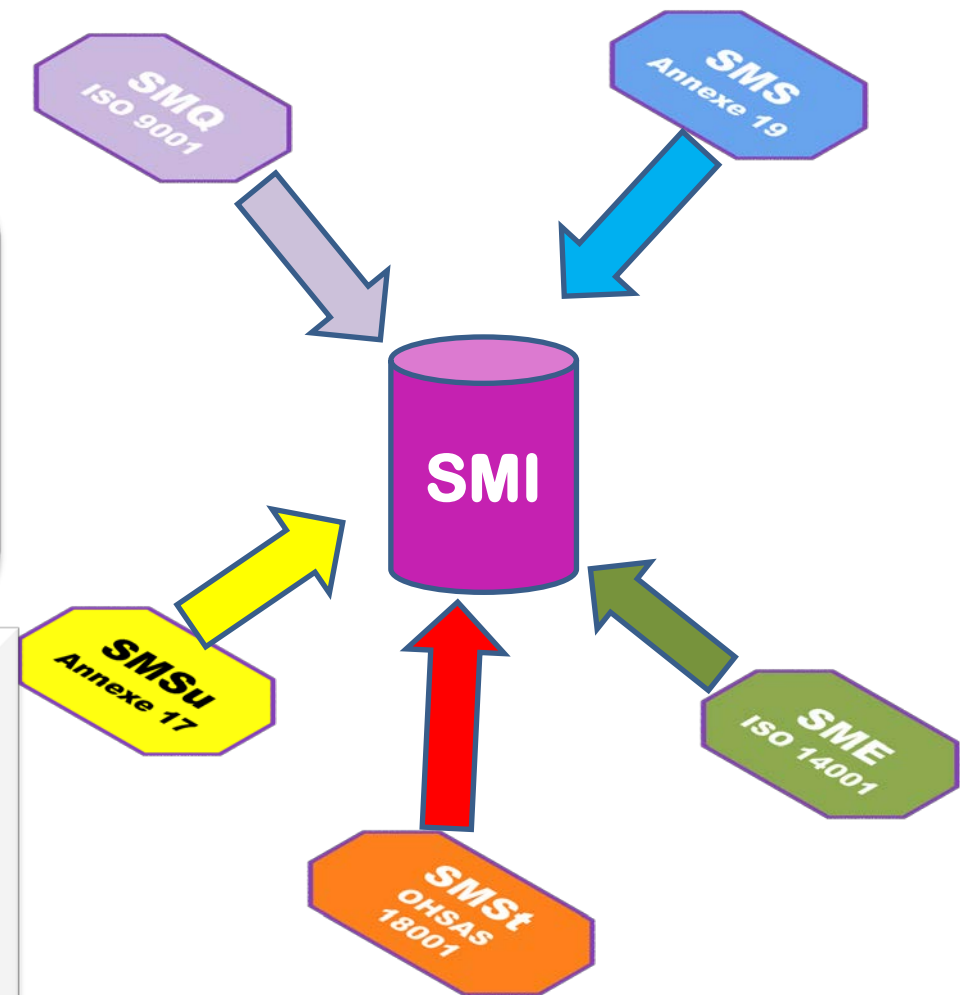 SMQ
ISO 9001
SMS
Annexe 19
SMI
SMSu
Annexe 17
SME
ISO 14001
SMSt
OHSAS
18001